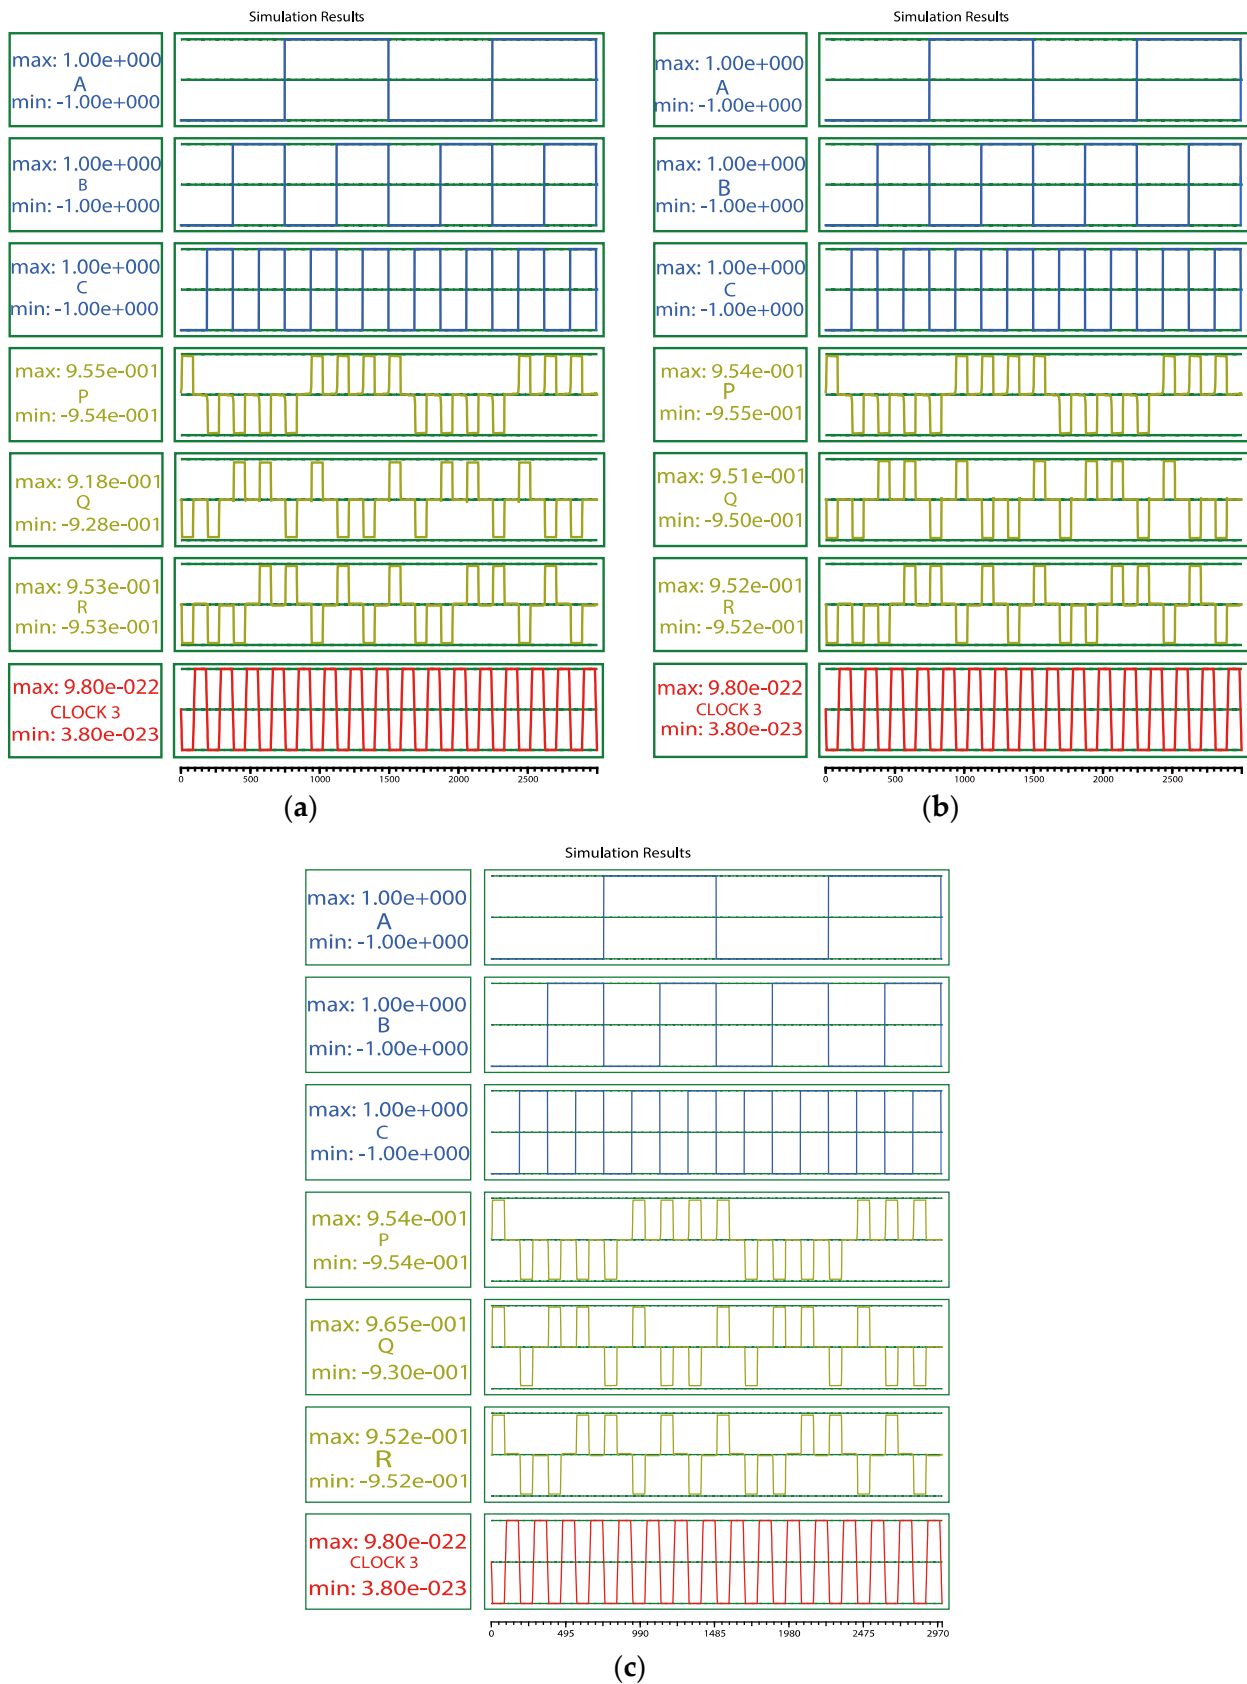 Simulation Results
max: 1.00e+000
A
min: -1.00e+000
max: 1.00e+000
B
min: -1.00e+000
max: 1.00e+000
C
min: -1.00e+000
max: 9.55e-001
P
min: -9.54e-001
max: 9.18e-001
Q
min: -9.28e-001
max: 9.53e-001
R
min: -9.53e-001
max: 9.80e-022
CLOCK 3
min: 3.80e-023
0 500 1000 1500 2000 2500
(a)
Simulation Results
max: 1.00e+000
A
min: -1.00e+000
max: 1.00e+000
B
min: -1.00e+000
max: 1.00e+000
C
min: -1.00e+000
max: 9.54e-001
P
min: -9.55e-001
max: 9.51e-001
Q
min: -9.50e-001
max: 9.52e-001
R
min: -9.52e-001
max: 9.80e-022
CLOCK 3
min: 3.80e-023
0 500 1000 1500 2000 2500
(b)
Simulation Results
max: 1.00e+000
A
min: -1.00e+000
max: 1.00e+000
B
min: -1.00e+000
max: 1.00e+000
C
min: -1.00e+000
max: 9.54e-001
P
min: -9.54e-001
max: 9.65e-001
Q
min: -9.30e-001
max: 9.52e-001
R
min: -9.52e-001
max: 9.80e-022
CLOCK 3
min: 3.80e-023
0 495 990 1485 1980 2475 2970
(c)